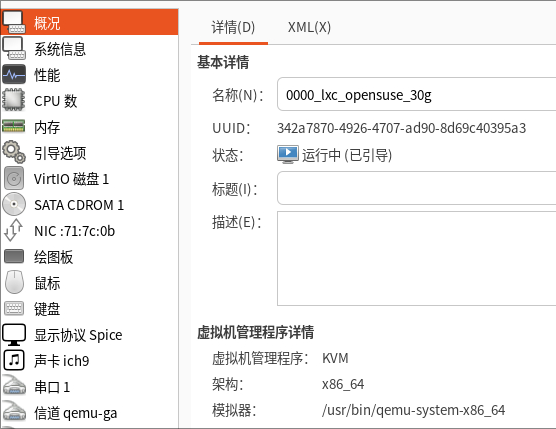 概况
系统信息
性能
CPU 数
内存
引导选项
VirtIO 磁盘 1
SATA CDROM 1
NIC :71:7c:0b
绘图板
鼠标
键盘
显示协议 Spice
声卡 ich9
串口 1
信道 qemu-ga
详情(D) XML(X)
基本详情
名称(N): 0000_lxc_opensuse_30g
UUID: 342a7870-4926-4707-ad90-8d69c40395a3
状态: 运行中 (已引导)
标题(I):
描述(E):
虚拟机管理程序详情
虚拟机管理程序: KVM
架构: x86_64
模拟器: /usr/bin/qemu-system-x86_64